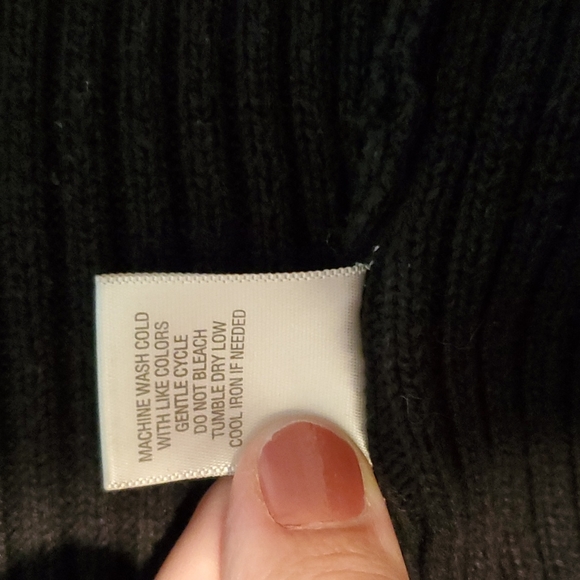 MACHINE WASH COLD
WITH LIKE COLORS
GENTLE CYCLE
DO NOT BLEACH
TUMBLE DRY LOW
COOL IRON IF NEEDED